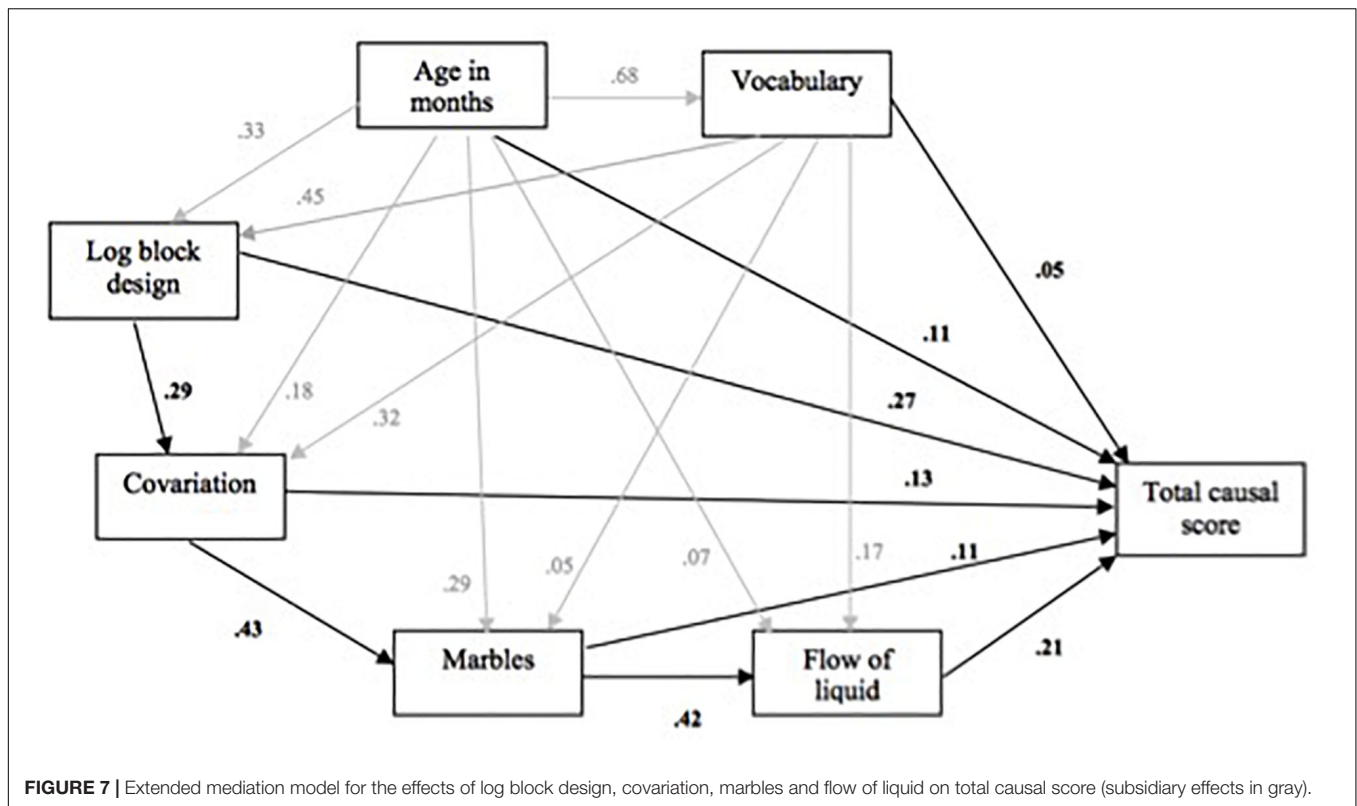 Age in
months
.68
Vocabulary
.33
.45
Log block
design
.05
.11
.29
.18
.32
.27
Covariation
.13
Total causal
score
.29
.05
.07
.17
.11
.43
Marbles
Flow of
liquid
.21
.42
FIGURE 7 | Extended mediation model for the effects of log block design, covariation, marbles and flow of liquid on total causal score (subsidiary effects in gray).